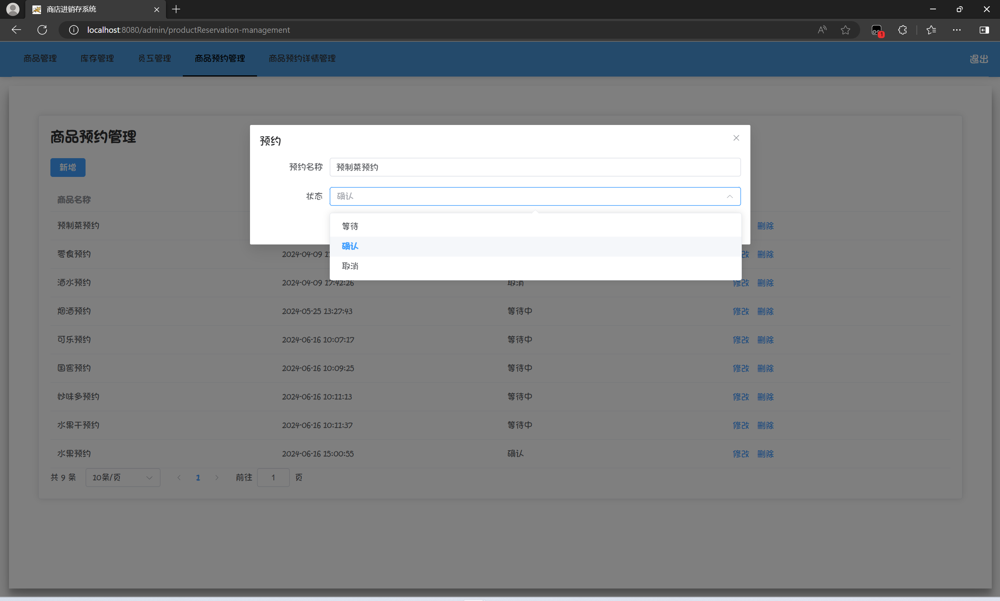 商店进销存系统
localhost:8080/admin/productReservation-management
1
商品管理 库存管理 员工管理 商品预约管理 商品预约详情管理 退出
商品预约管理
预约
预约名称 预制菜预约
新增
状态 确认
商品名称
等待
预制菜预约 删除
确认
零食预约 2024-04-09 1 改 删除
取消
酒水预约 2024-04-09 17:42:26 取消 修改 删除
烟酒预约 2024-05-25 13:27:43 等待中 修改 删除
可乐预约 2024-06-16 10:07:17 等待中 修改 删除
国窖预约 2024-06-16 10:09:25 等待中 修改 删除
妙味多预约 2024-06-16 10:11:13 等待中 修改 删除
水果干预约 2024-06-16 10:11:37 等待中 修改 删除
水果预约 2024-06-16 15:00:55 确认 修改 删除
共 9 条 10条/页 1 前往 1 页